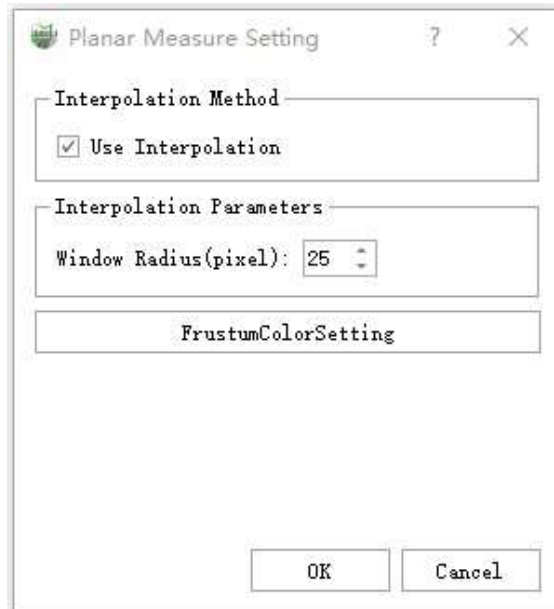 Planar Measure Setting ? ×
Interpolation Method
Use Interpolation
Interpolation Parameters
Window Radius(pixel): 25
FrustumColorSetting
OK Cancel